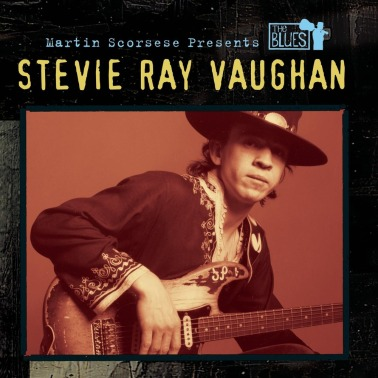 Martin Scorsese Presents
THE
BLUES
STEVIE RAY VAUGHAN